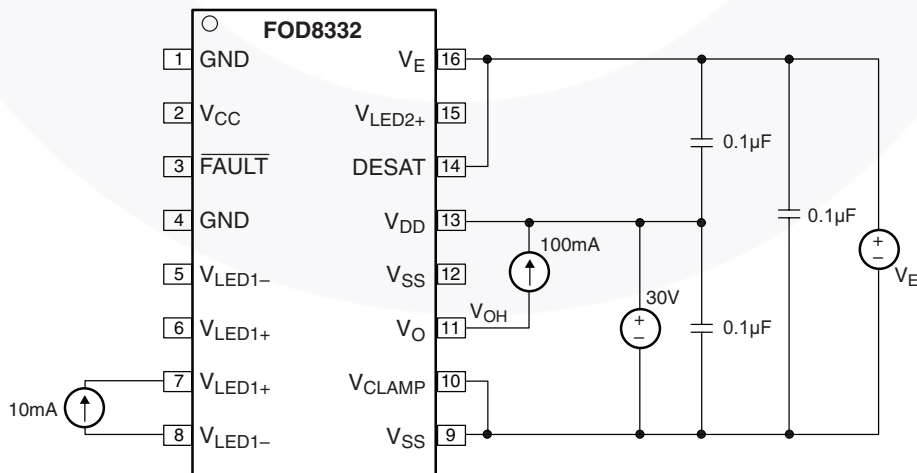 FOD8332
1 GND
2 VCC
3 FAULT
4 GND
5 VLED1–
6 VLED1+
7 VLED1+
8 VLED1–
VE 16
VLED2+ 15
DESAT 14
VDD 13
VSS 12
VO 11
VCLAMP 10
VSS 9
10mA
VOH
100mA
30V
+
–
0.1µF
0.1µF
0.1µF
+
–
VE